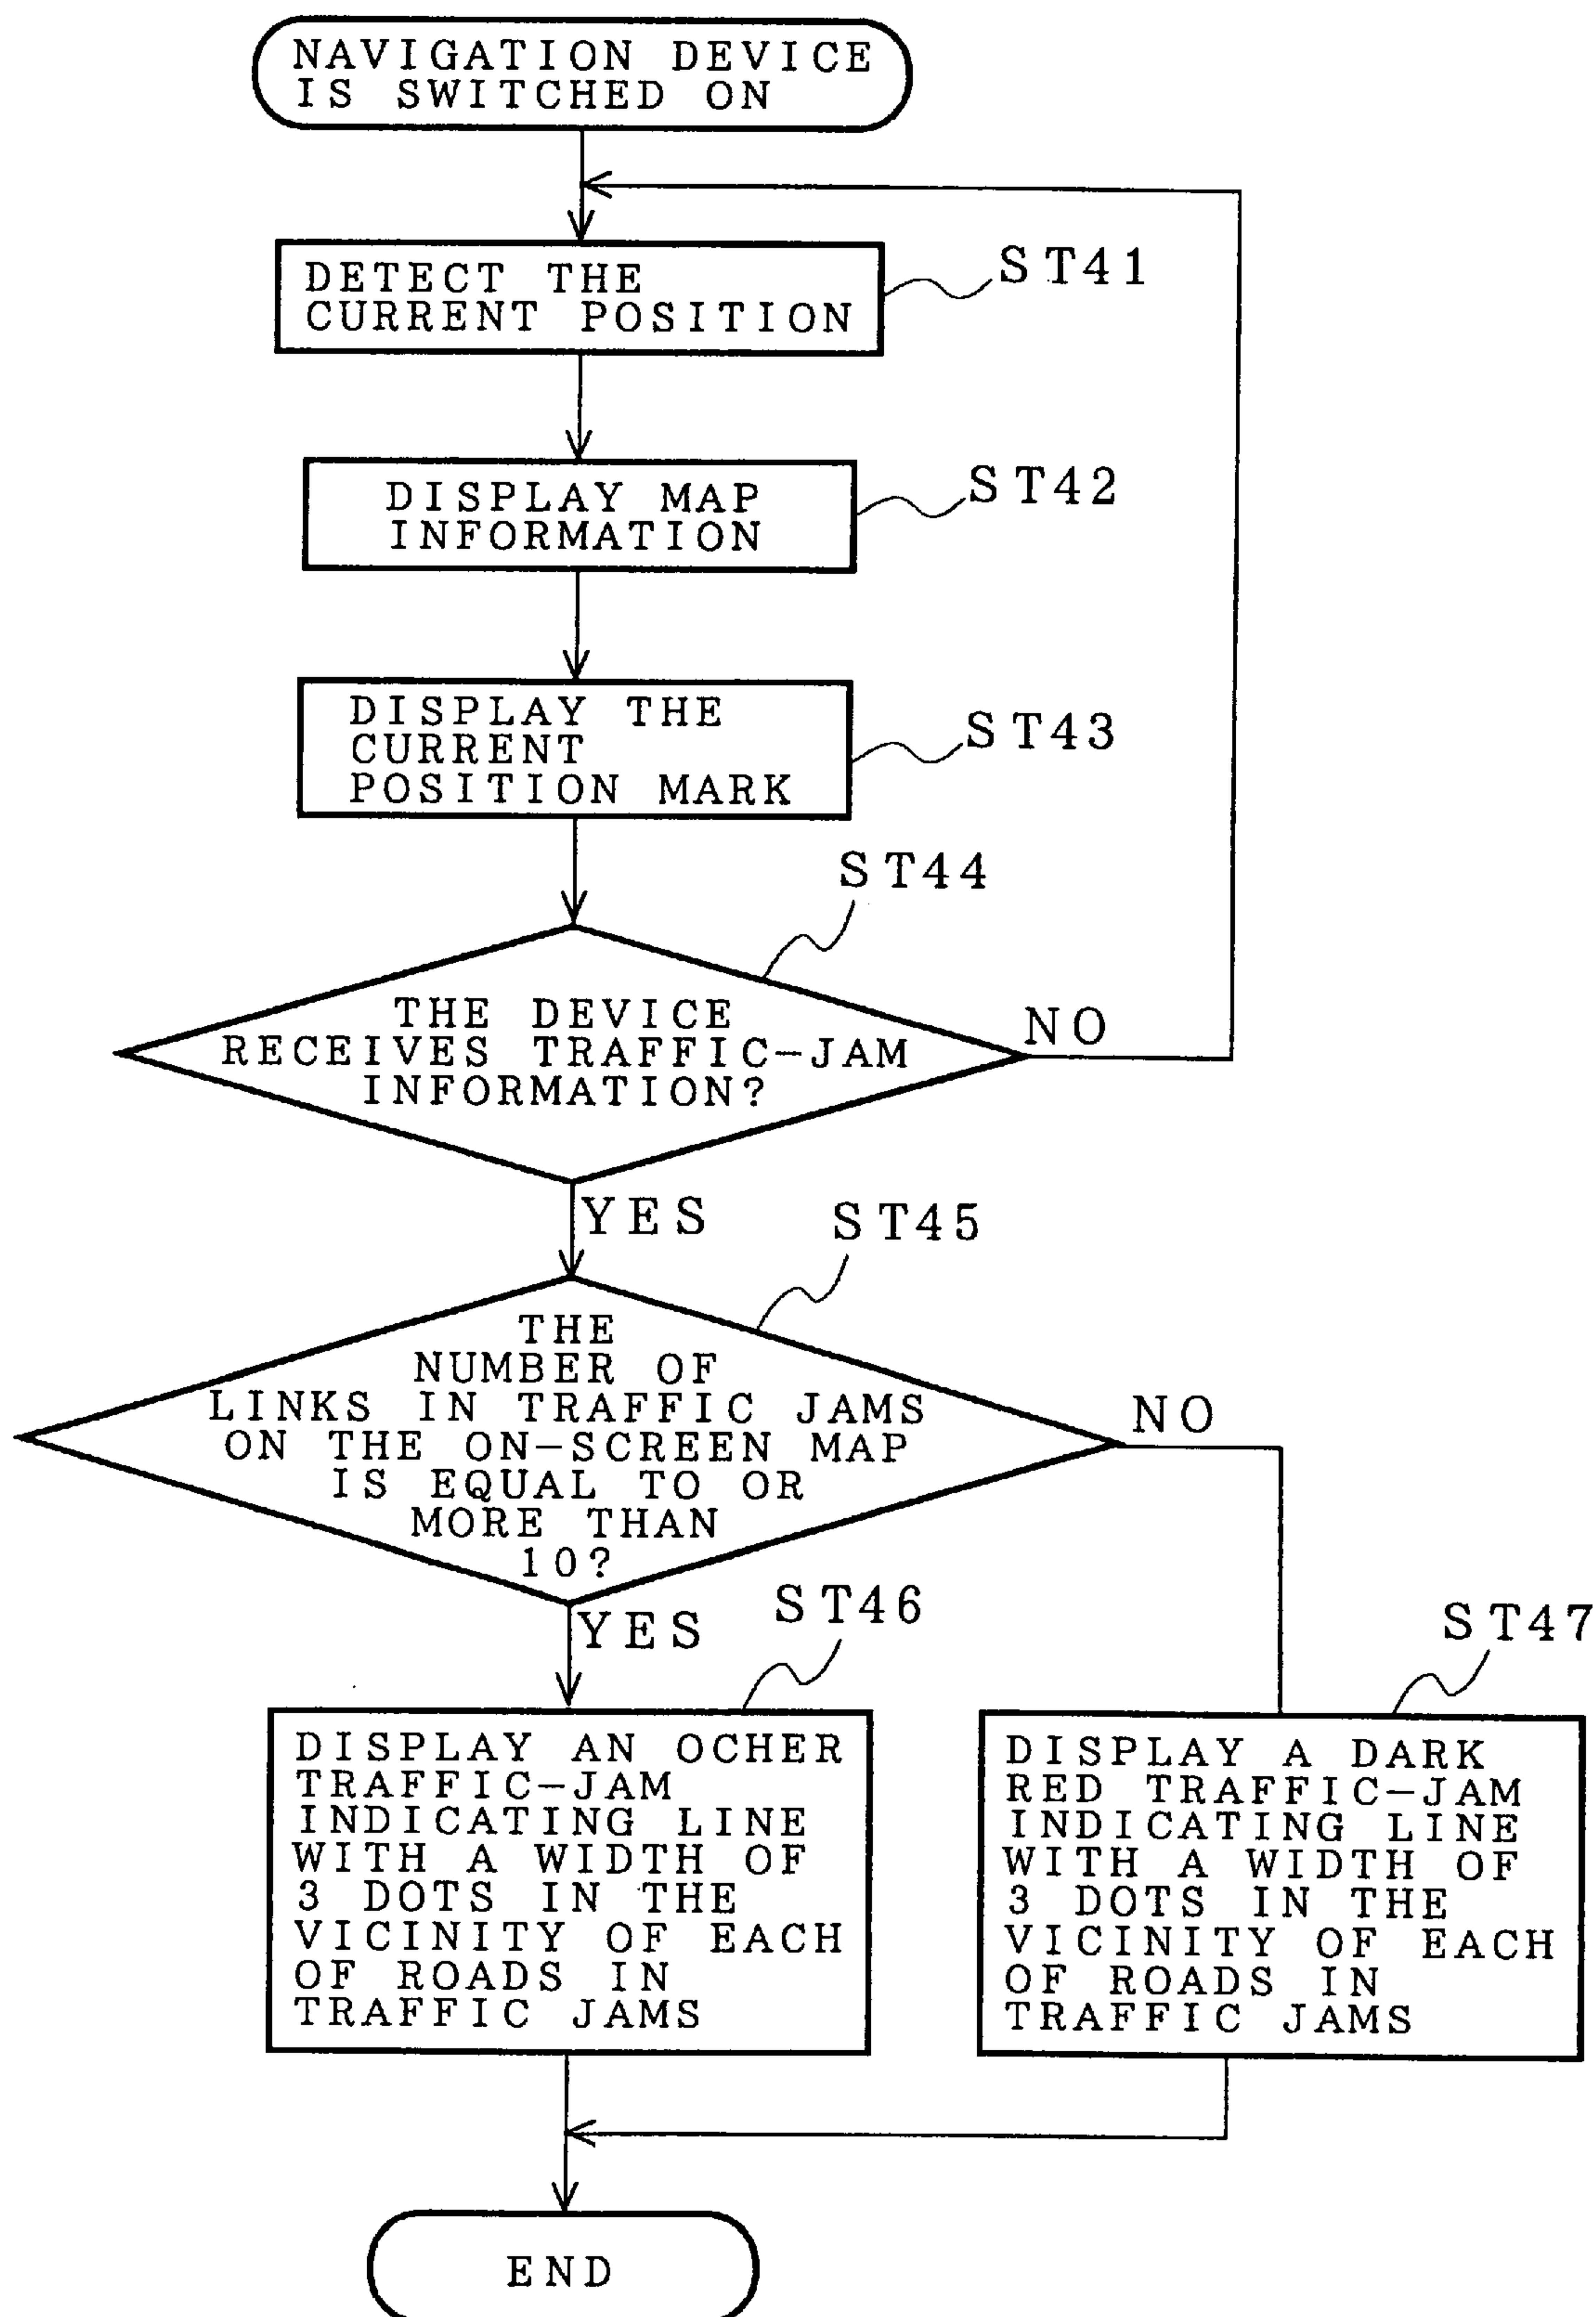 NAVIGATION DEVICE
IS SWITCHED ON
DETECT THE
CURRENT POSITION
ST41
DISPLAY MAP
INFORMATION
ST42
DISPLAY THE
CURRENT
POSITION MARK
ST43
ST44
THE DEVICE
RECEIVES TRAFFIC-JAM
INFORMATION?
NO
YES
ST45
THE
NUMBER OF
LINKS IN TRAFFIC JAMS
ON THE ON-SCREEN MAP
IS EQUAL TO OR
MORE THAN
10?
NO
YES
ST46
DISPLAY AN OCHER
TRAFFIC-JAM
INDICATING LINE
WITH A WIDTH OF
3 DOTS IN THE
VICINITY OF EACH
OF ROADS IN
TRAFFIC JAMS
ST47
DISPLAY A DARK
RED TRAFFIC-JAM
INDICATING LINE
WITH A WIDTH OF
3 DOTS IN THE
VICINITY OF EACH
OF ROADS IN
TRAFFIC JAMS
END